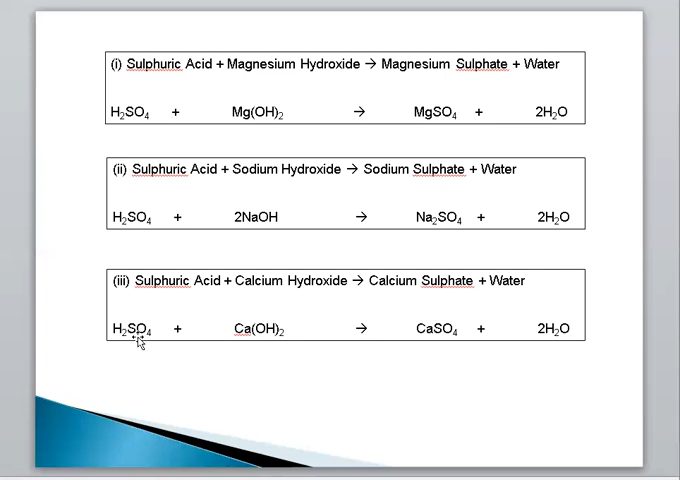 (i) Sulphuric Acid + Magnesium Hydroxide → Magnesium Sulphate + Water
H₂SO₄ + Mg(OH)₂ → MgSO₄ + 2H₂O
(ii) Sulphuric Acid + Sodium Hydroxide → Sodium Sulphate + Water
H₂SO₄ + 2NaOH → Na₂SO₄ + 2H₂O
(iii) Sulphuric Acid + Calcium Hydroxide → Calcium Sulphate + Water
H₂SO₄ + Ca(OH)₂ → CaSO₄ + 2H₂O